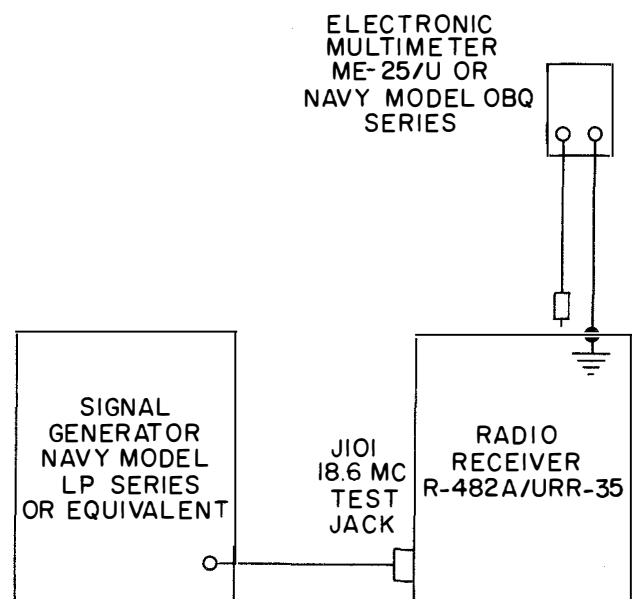 ELECTRONIC
MULTIMETER
ME-25/U OR
NAVY MODEL OBQ
SERIES
SIGNAL
GENERATOR
NAVY MODEL
LP SERIES
OR EQUIVALENT
J101
18.6 MC
TEST
JACK
RADIO
RECEIVER
R-482A/URR-35